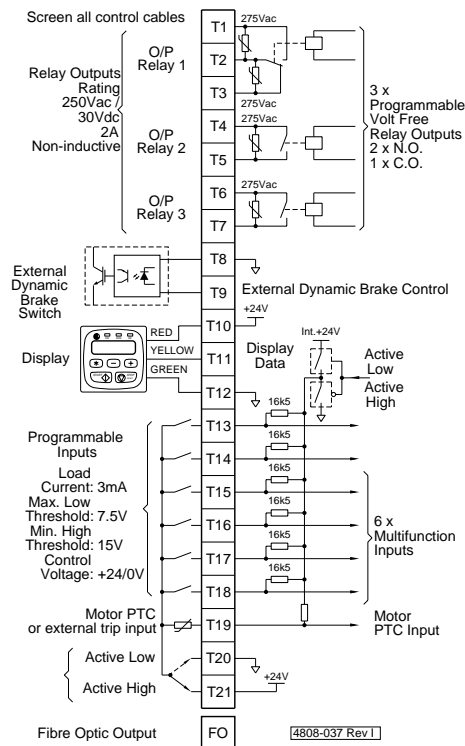 Screen all control cables
T1
275Vac
O/P
Relay 1
T2
Relay Outputs
Rating
250Vac /
30Vdc
2A
Non-inductive
T3
275Vac
3 x
Programmable
Volt Free
Relay Outputs
2 x N.O.
1 x C.O.
T4
275Vac
O/P
Relay 2
T5
T6
275Vac
O/P
Relay 3
T7
T8
External
Dynamic
Brake
Switch
T9
External Dynamic Brake Control
+24V
T10
RED
Int.+24V
Display
YELLOW
T11
Display
Data
Active
Low
GREEN
T12
Active
High
T13
16k5
Programmable
Inputs
T14
16k5
Load
Current: 3mA
Max. Low
Threshold: 7.5V
Min. High
Threshold: 15V
Control
Voltage: +24/0V
T15
16k5
T16
16k5
6 x
Multifunction
Inputs
T17
16k5
T18
16k5
Motor PTC
or external trip input
T19
Motor
PTC Input
Active Low
T20
Active High
T21
+24V
Fibre Optic Output
FO
4808-037 Rev I